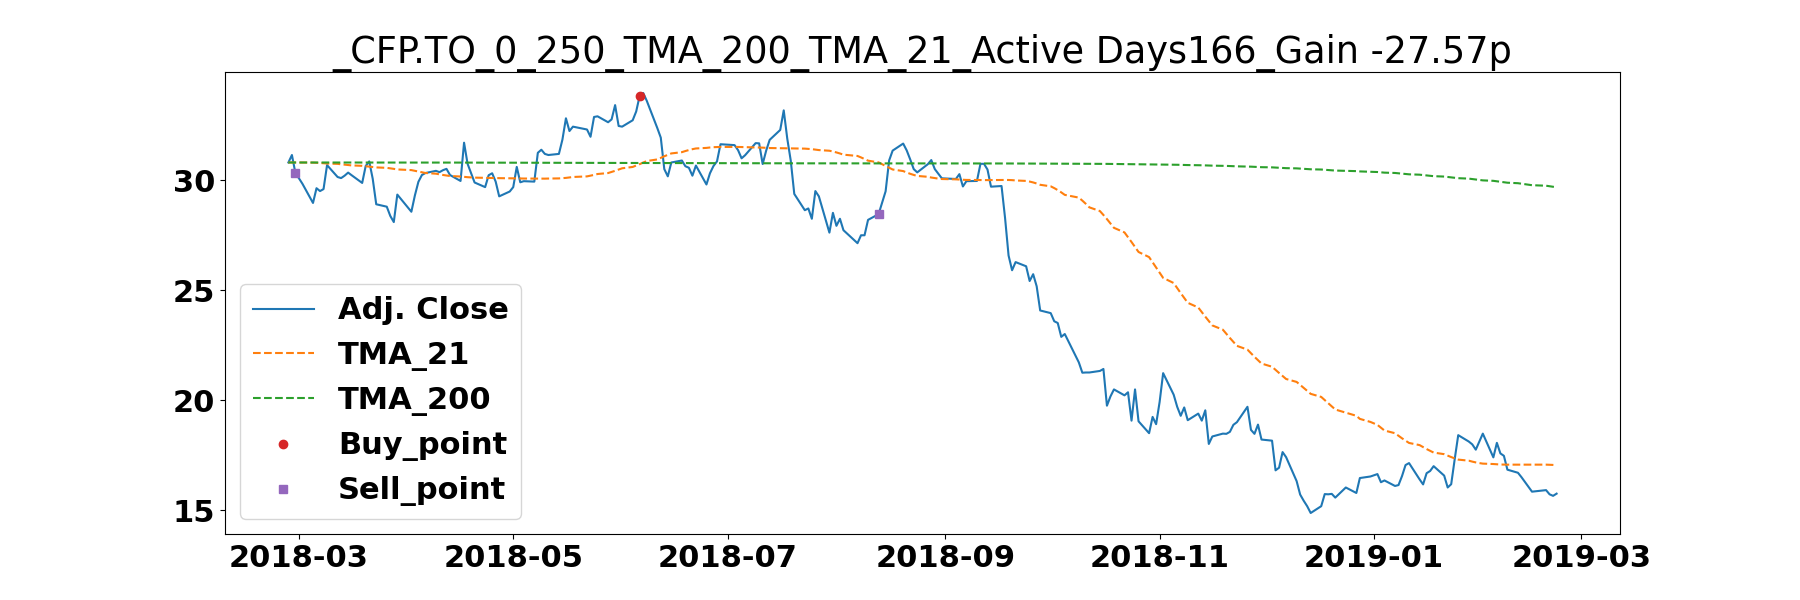 _CFP.TO_0_250_TMA_200_TMA_21_Active Days166_Gain -27.57p
30
25
20
15
Adj. Close
TMA_21
TMA_200
Buy_point
Sell_point
2018-03 2018-05 2018-07 2018-09 2018-11 2019-01 2019-03